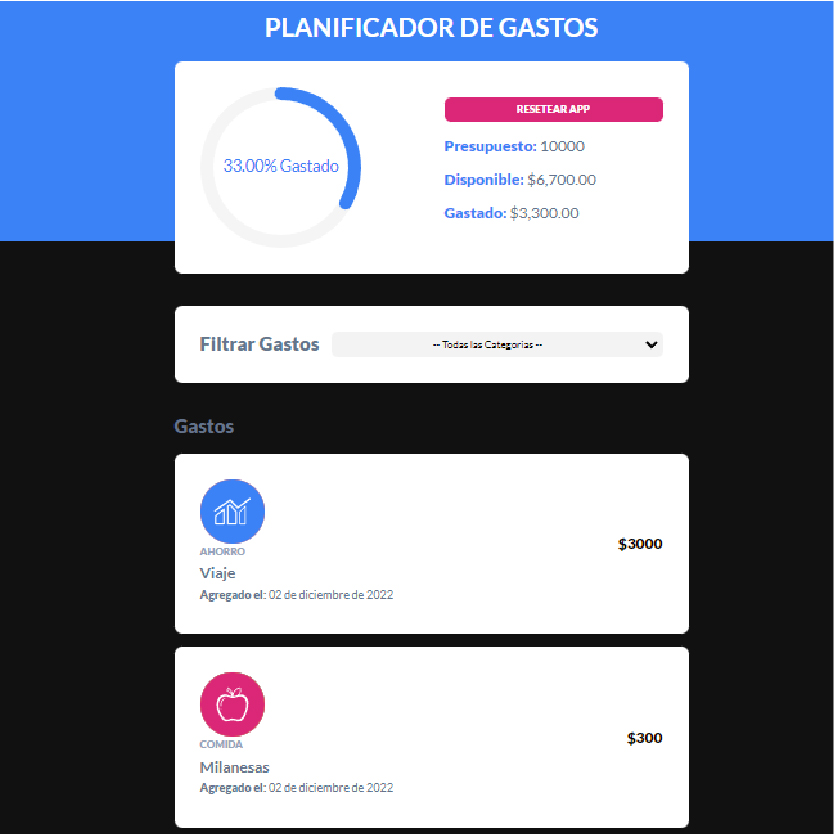 PLANIFICADOR DE GASTOS
33.00% Gastado
RESETEAR APP
Presupuesto: 10000
Disponible: $6,700.00
Gastado: $3,300.00
Filtrar Gastos
-- Todas las Categorias --
Gastos
AHORRO
Viaje
Agregado el: 02 de diciembre de 2022
$3000
COMIDA
Milanesas
Agregado el: 02 de diciembre de 2022
$300